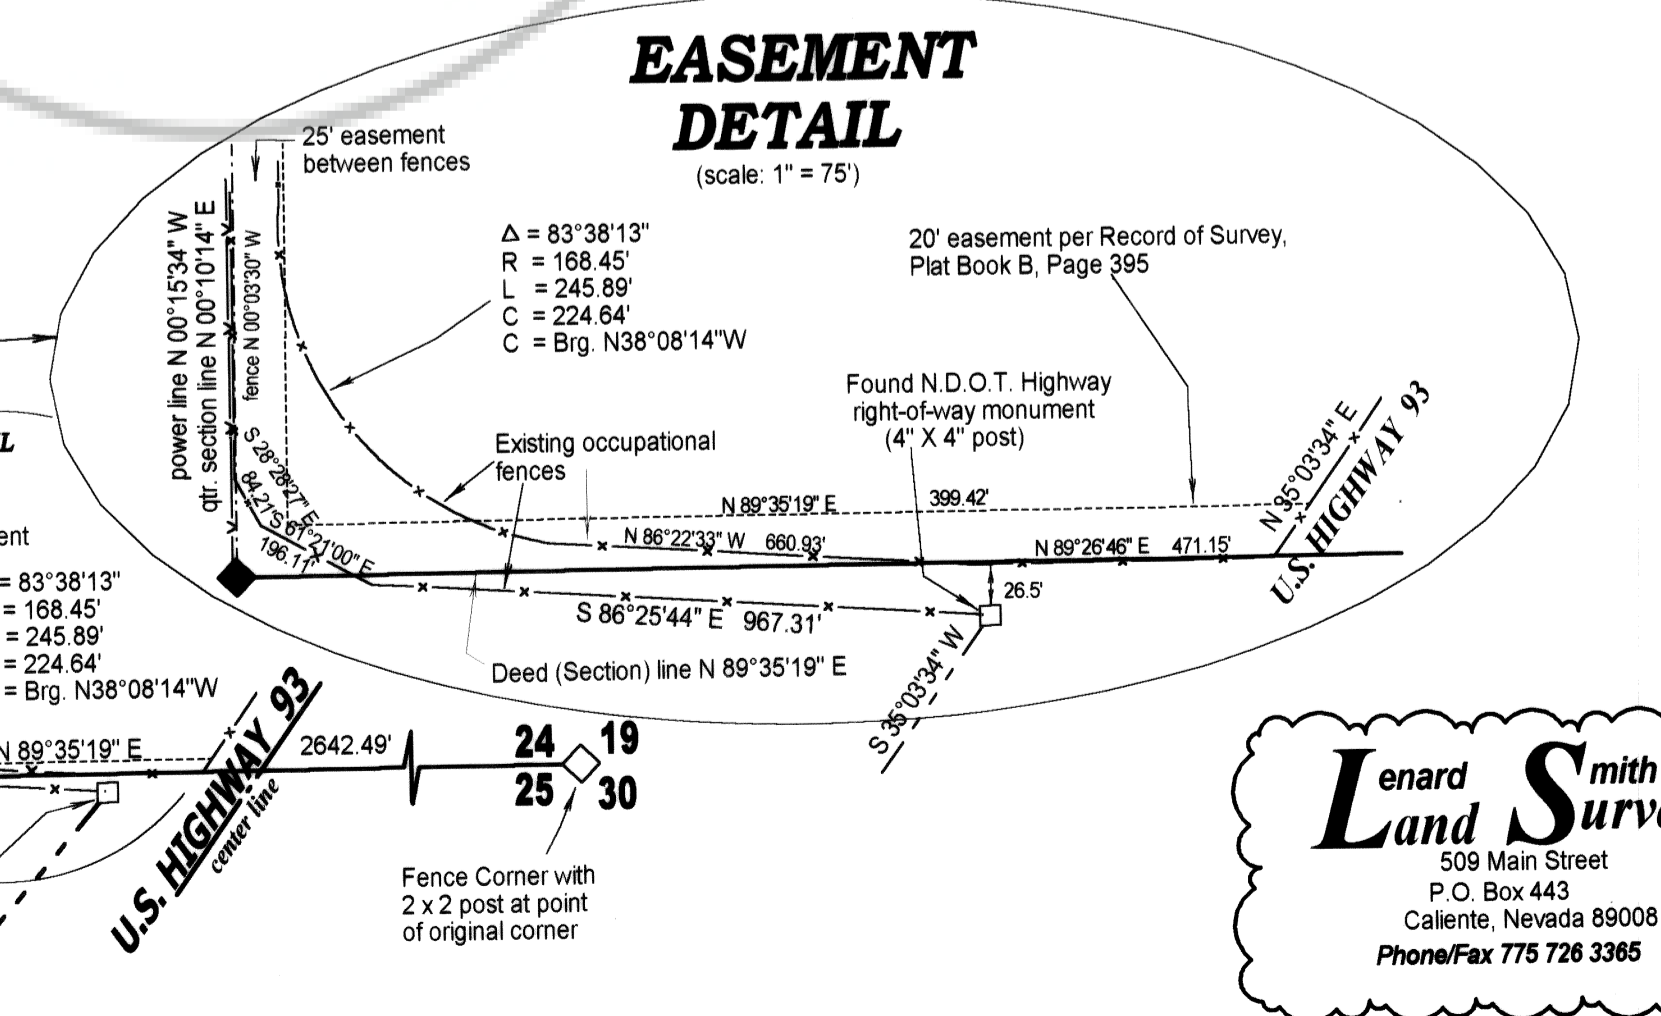 EASEMENT
DETAIL
(scale: 1" = 75')
25' easement
between fences
power line N 00°15'34" W
qtr. section line N 00°10'14" E
fence N 00°03'30" W
Δ = 83°38'13"
R = 168.45'
L = 245.89'
C = 224.64'
C = Brg. N38°08'14"W
20' easement per Record of Survey,
Plat Book B, Page 395
Found N.D.O.T. Highway
right-of-way monument
(4" X 4" post)
Existing occupational
fences
S 28°28'27" E
84.21'
S 61°21'00" E
196.71'
N 89°35'19" E 399.42'
N 86°22'33" W 660.93'
N 89°26'46" E 471.15'
N 35°03'34" E
U.S. HIGHWAY 93
26.5'
S 86°25'44" E 967.31'
S 35°03'34" W
Deed (Section) line N 89°35'19" E
L
ent
= 83°38'13"
= 168.45'
= 245.89'
= 224.64'
= Brg. N38°08'14"W
N 89°35'19" E
U.S. HIGHWAY 93
center line
2642.49'
24 19
25 30
Fence Corner with
2 x 2 post at point
of original corner
Lenard Smith
Land Surve
509 Main Street
P.O. Box 443
Caliente, Nevada 89008
Phone/Fax 775 726 3365